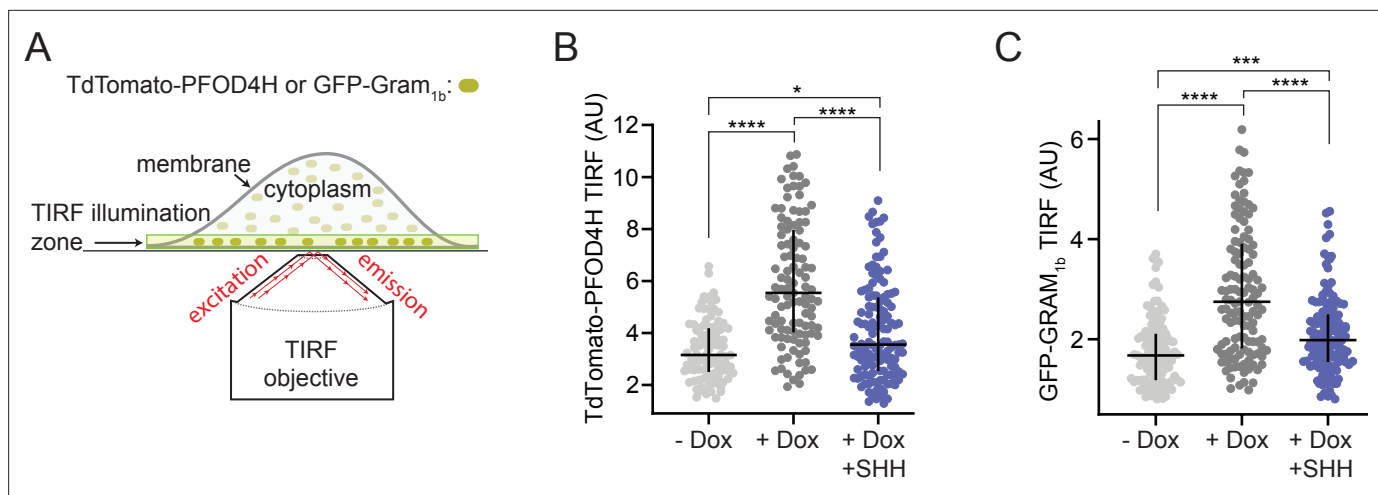 A
TdTomato-PFOD4H or GFP-Gram1b:
membrane
cytoplasm
TIRF illumination
zone
excitation
emission
TIRF
objective
B
TdTomato-PFOD4H TIRF (AU)
12
10
8
6
4
2
*
****
****
- Dox
+ Dox
+ Dox
+SHH
C
GFP-GRAM1b TIRF (AU)
6
4
2
***
****
****
- Dox
+ Dox
+ Dox
+SHH